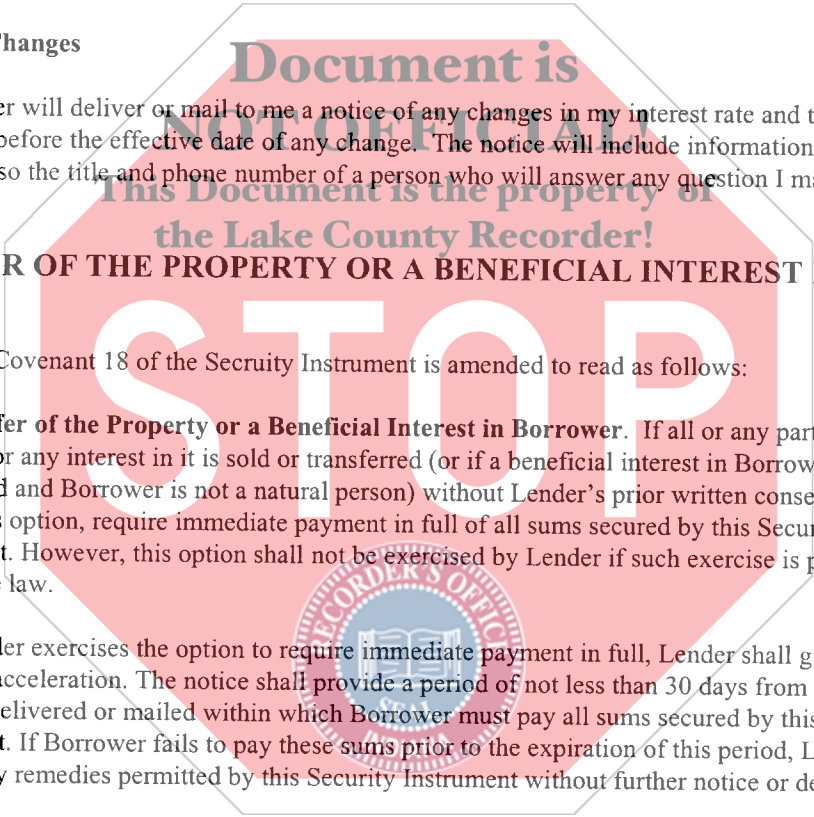 Changes
Document is
er will deliver or mail to me a notice of any changes in my interest rate and t
NOT OFFICIAL!
before the effective date of any change. The notice will include information
so the title and phone number of a person who will answer any question I ma
This Document is the property of
the Lake County Recorder!
R OF THE PROPERTY OR A BENEFICIAL INTEREST
STOP
Covenant 18 of the Secruity Instrument is amended to read as follows:
fer of the Property or a Beneficial Interest in Borrower. If all or any part
or any interest in it is sold or transferred (or if a beneficial interest in Borrow
d and Borrower is not a natural person) without Lender's prior written conse
s option, require immediate payment in full of all sums secured by this Secur
t. However, this option shall not be exercised by Lender if such exercise is p
e law.
RECORDER'S OFFIC
der exercises the option to require immediate payment in full, Lender shall g
acceleration. The notice shall provide a period of not less than 30 days from
SEAL
elivered or mailed within which Borrower must pay all sums secured by this
INDIANA
t. If Borrower fails to pay these sums prior to the expiration of this period, L
y remedies permitted by this Security Instrument without further notice or de